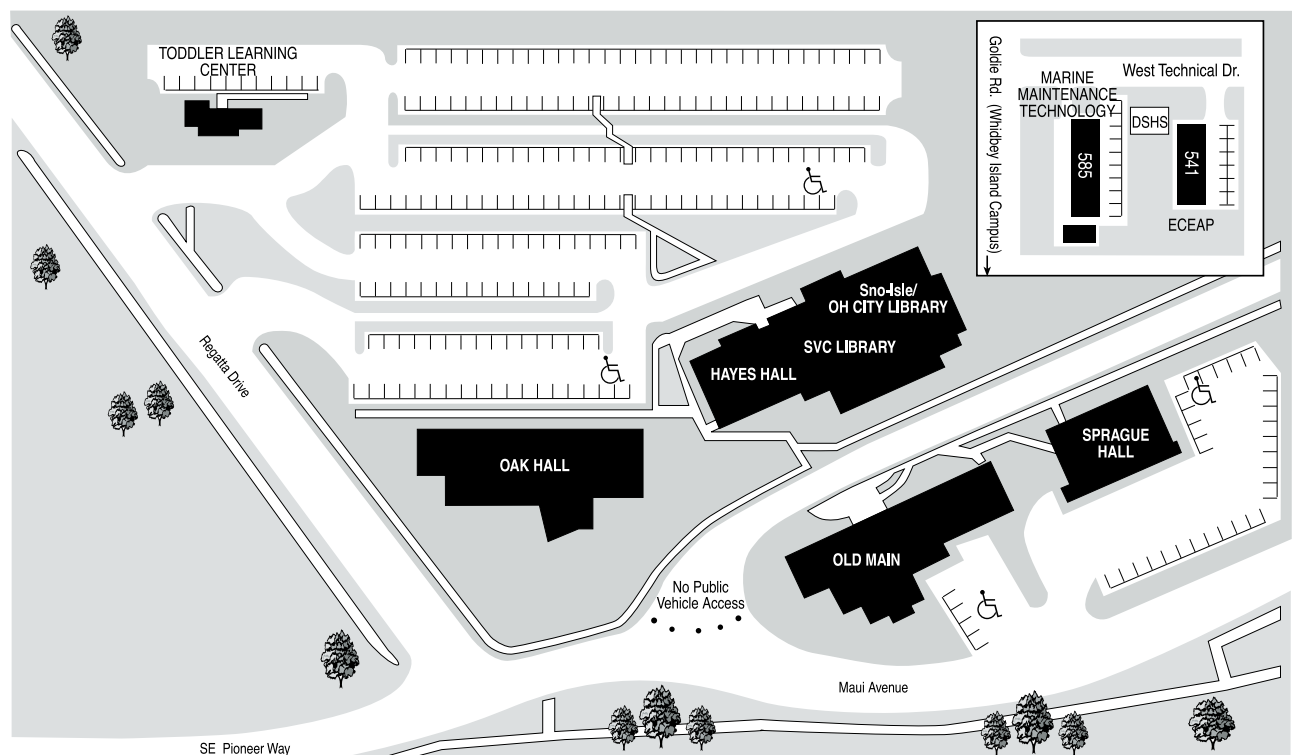 TODDLER LEARNING
CENTER
Goldie Rd. (Whidbey Island Campus)
West Technical Dr.
MARINE
MAINTENANCE
TECHNOLOGY
DSHS
585
541
ECEAP
Sno-Isle/
OH CITY LIBRARY
SVC LIBRARY
HAYES HALL
Regatta Drive
OAK HALL
SPRAGUE
HALL
OLD MAIN
No Public
Vehicle Access
Maui Avenue
SE Pioneer Way